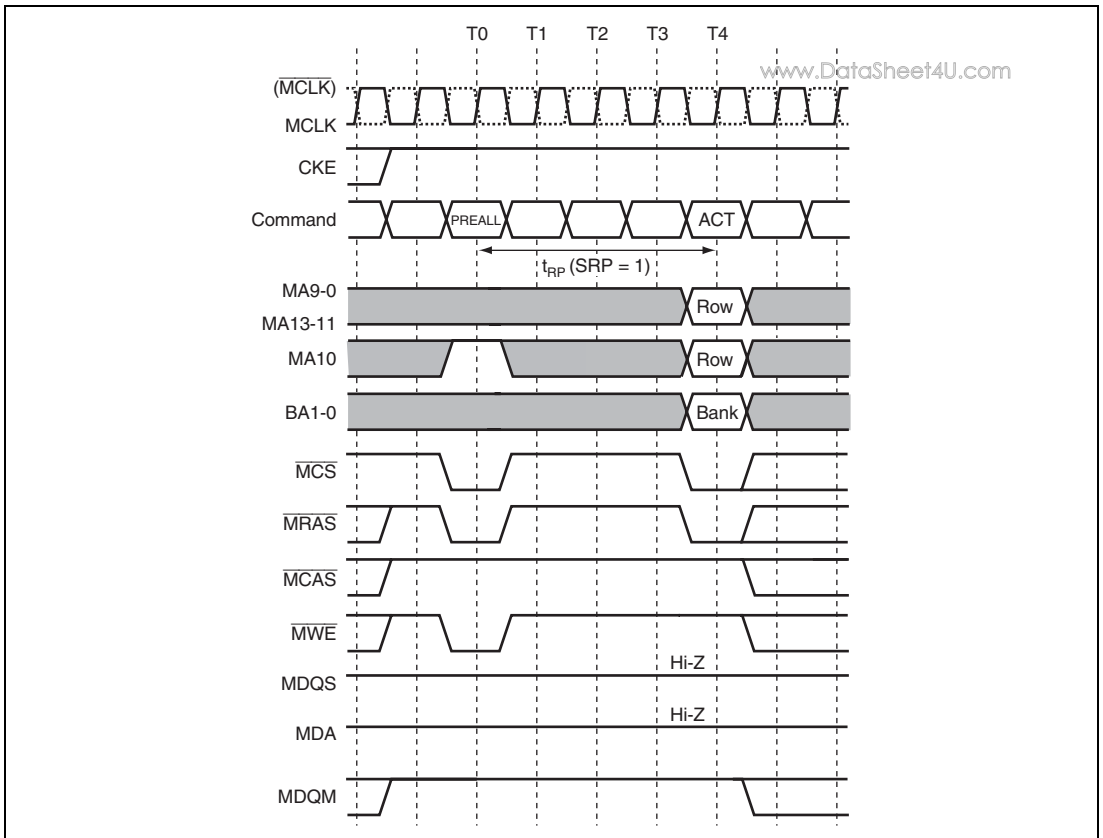 T0 T1 T2 T3 T4
www.DataSheet4U.com
(MCLK)
MCLK
CKE
Command PREALL ACT
tRP (SRP = 1)
MA9-0
MA13-11 Row
MA10 Row
BA1-0 Bank
MCS
MRAS
MCAS
MWE
Hi-Z
MDQS
Hi-Z
MDA
MDQM